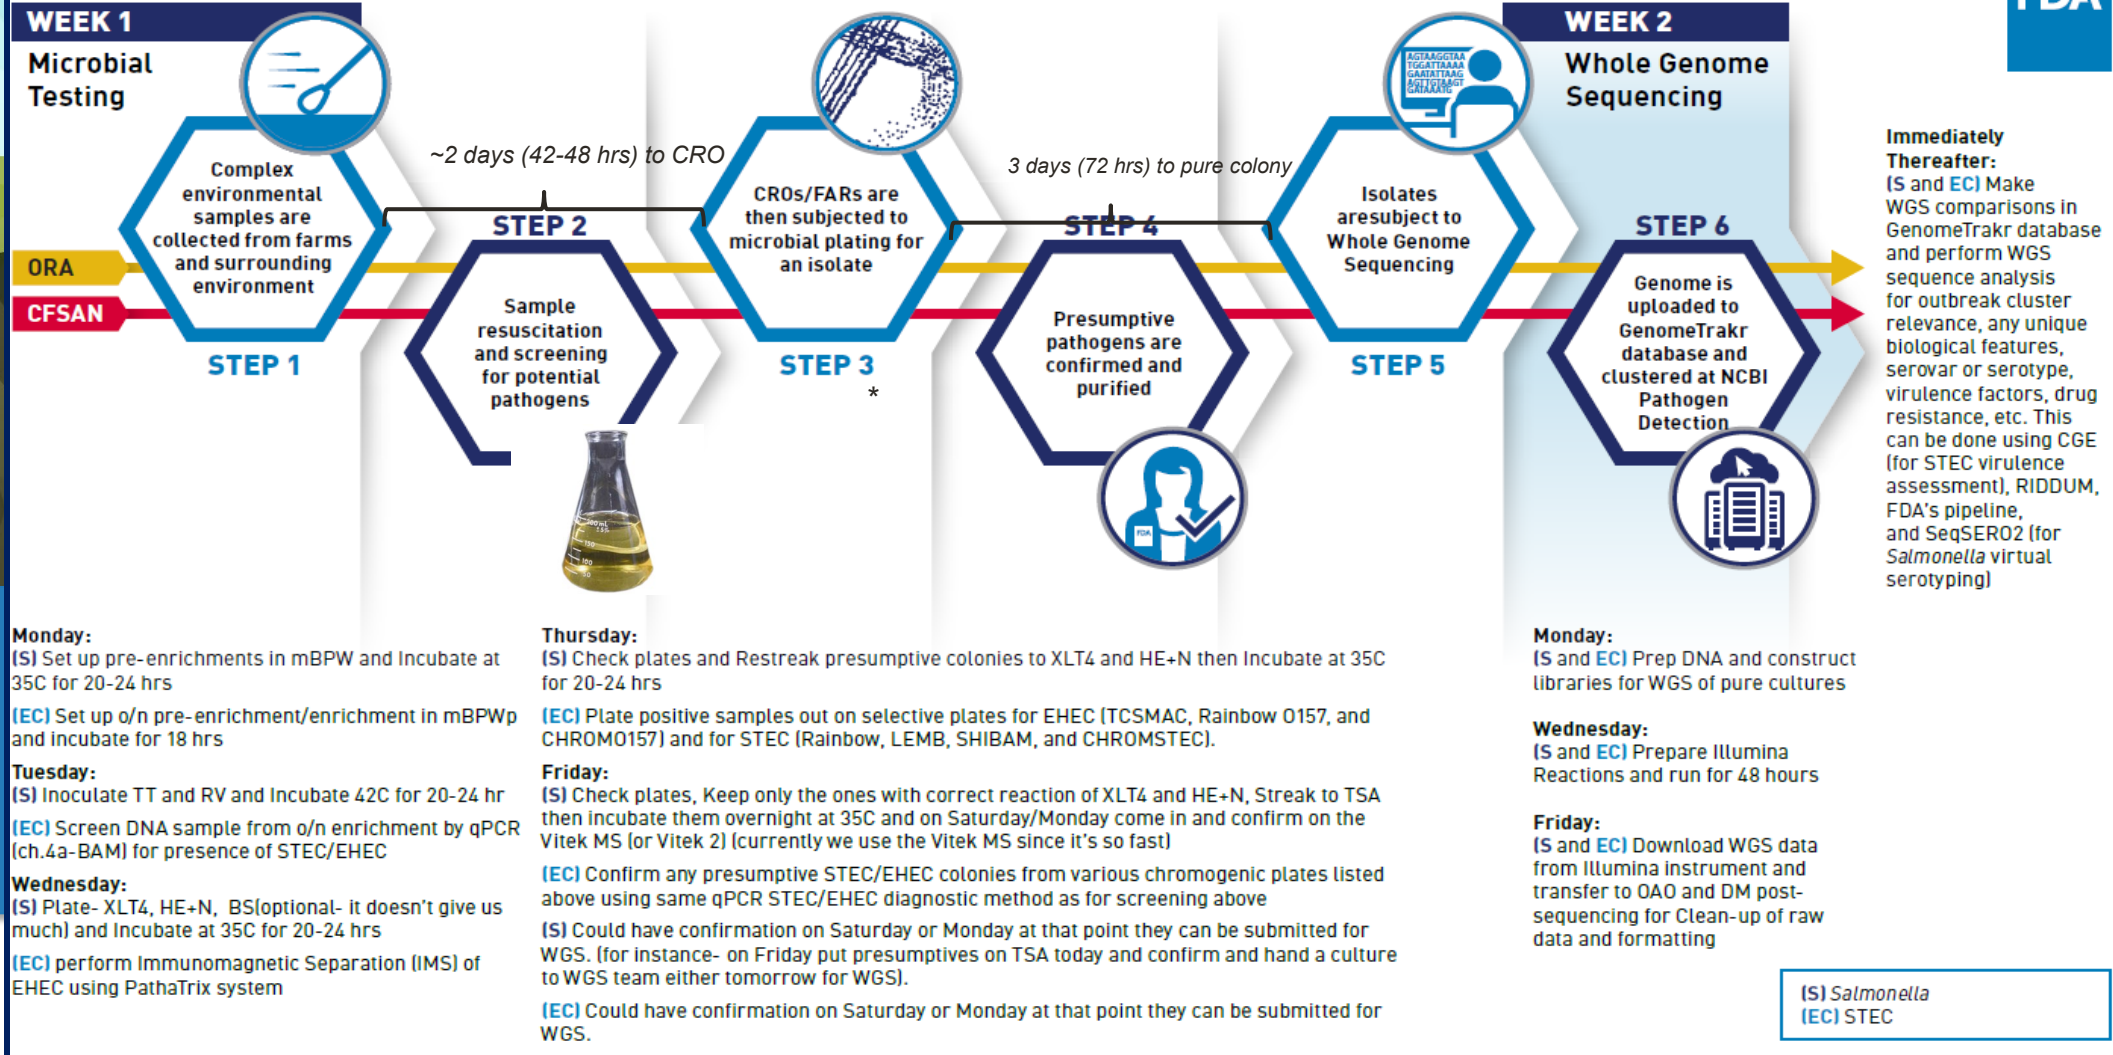 WEEK 1
Microbial
Testing
WEEK 2
Whole Genome
Sequencing
FDA
ORA
CFSAN
Complex
environmental
samples are
collected from farms
and surrounding
environment
STEP 1
~2 days (42-48 hrs) to CRO
STEP 2
Sample
resuscitation
and screening
for potential
pathogens
CROs/FARs are
then subjected to
microbial plating for
an isolate
STEP 3
*
3 days (72 hrs) to pure colony
STEP 4
Presumptive
pathogens are
confirmed and
purified
FDA
AGTAAGGTAA
TGGATTAAAA
GAATATTAAG
AGTTGTAAGT
GATAAATG
Isolates
aresubject to
Whole Genome
Sequencing
STEP 5
STEP 6
Genome is
uploaded to
GenomeTrakr
database and
clustered at NCBI
Pathogen
Detection
Immediately
Thereafter:
(S and EC) Make
WGS comparisons in
GenomeTrakr database
and perform WGS
sequence analysis
for outbreak cluster
relevance, any unique
biological features,
serovar or serotype,
virulence factors, drug
resistance, etc. This
can be done using CGE
(for STEC virulence
assessment), RIDDUM,
FDA's pipeline,
and SeqSERO2 (for
Salmonella virtual
serotyping)
150
100
50
Monday:
(S) Set up pre-enrichments in mBPW and Incubate at
35C for 20-24 hrs
(EC) Set up o/n pre-enrichment/enrichment in mBPWp
and incubate for 18 hrs
Tuesday:
(S) Inoculate TT and RV and Incubate 42C for 20-24 hr
(EC) Screen DNA sample from o/n enrichment by qPCR
(ch.4a-BAM) for presence of STEC/EHEC
Wednesday:
(S) Plate- XLT4, HE+N, BS(optional- it doesn't give us
much) and Incubate at 35C for 20-24 hrs
(EC) perform Immunomagnetic Separation (IMS) of
EHEC using PathaTrix system
Thursday:
(S) Check plates and Restreak presumptive colonies to XLT4 and HE+N then Incubate at 35C
for 20-24 hrs
(EC) Plate positive samples out on selective plates for EHEC (TCSMAC, Rainbow O157, and
CHROMO157) and for STEC (Rainbow, LEMB, SHIBAM, and CHROMSTEC).
Friday:
(S) Check plates, Keep only the ones with correct reaction of XLT4 and HE+N, Streak to TSA
then incubate them overnight at 35C and on Saturday/Monday come in and confirm on the
Vitek MS (or Vitek 2) (currently we use the Vitek MS since it's so fast)
(EC) Confirm any presumptive STEC/EHEC colonies from various chromogenic plates listed
above using same qPCR STEC/EHEC diagnostic method as for screening above
(S) Could have confirmation on Saturday or Monday at that point they can be submitted for
WGS. (for instance- on Friday put presumptives on TSA today and confirm and hand a culture
to WGS team either tomorrow for WGS).
(EC) Could have confirmation on Saturday or Monday at that point they can be submitted for
WGS.
Monday:
(S and EC) Prep DNA and construct
libraries for WGS of pure cultures
Wednesday:
(S and EC) Prepare Illumina
Reactions and run for 48 hours
Friday:
(S and EC) Download WGS data
from Illumina instrument and
transfer to OAO and DM post-
sequencing for Clean-up of raw
data and formatting
(S) Salmonella
(EC) STEC